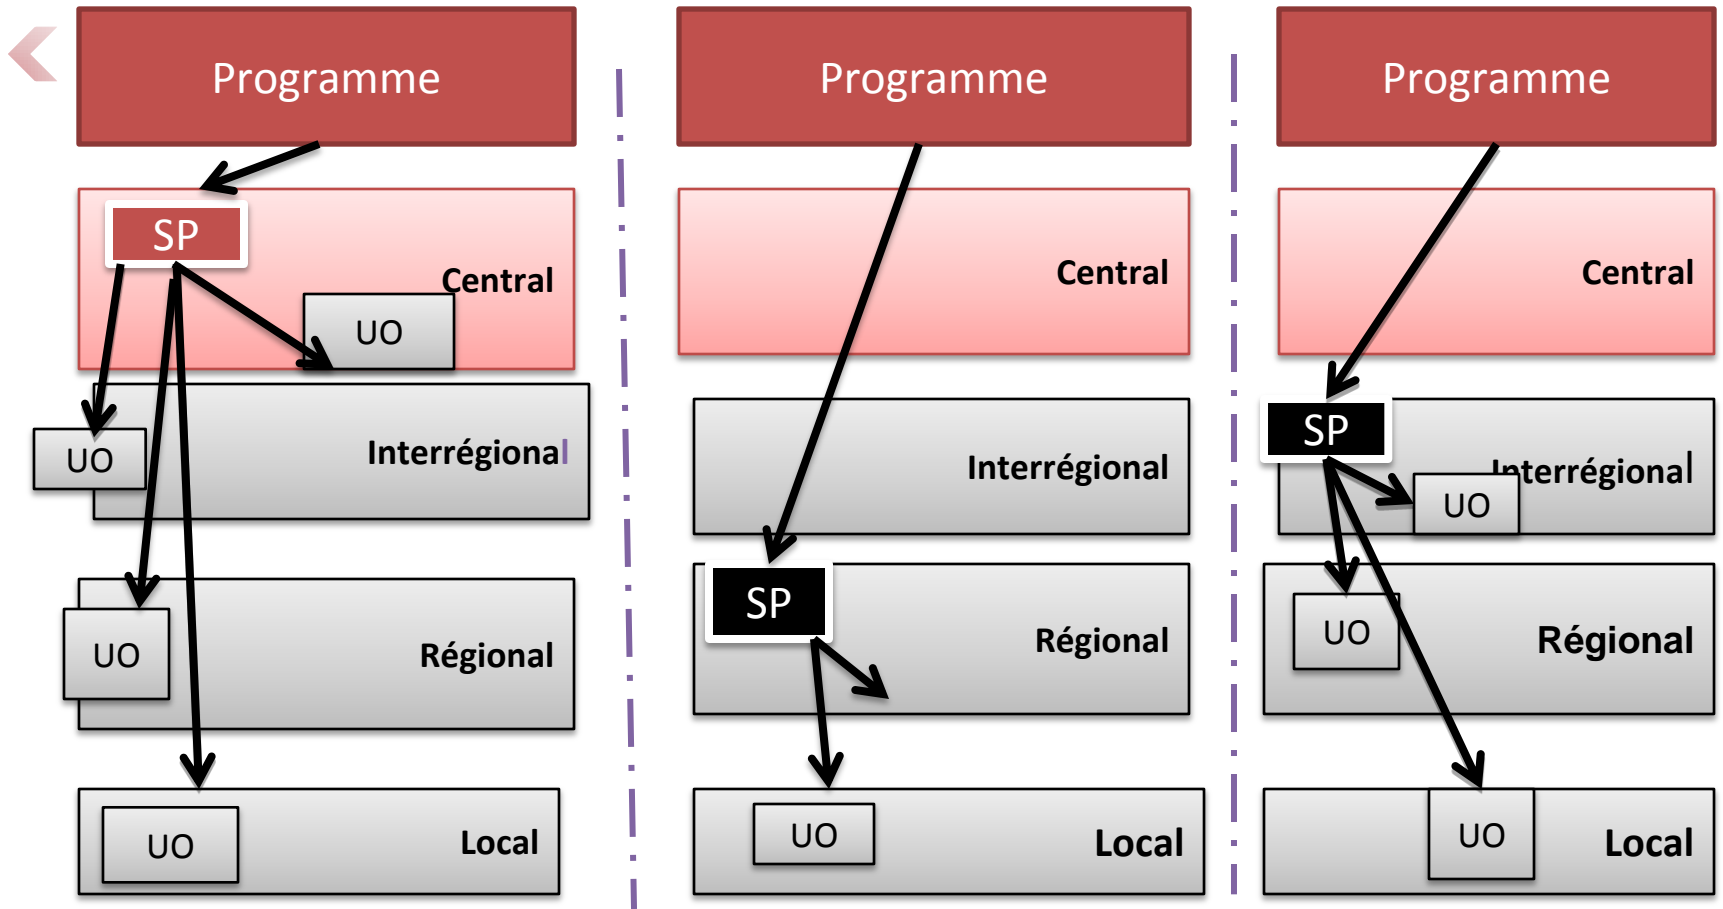 Programme
SP
Central
UO
UO
Interrégional
UO
Régional
UO
Local
Programme
Central
Interrégional
SP
Régional
UO
Local
Programme
Central
SP
Interrégional
UO
UO
Régional
UO
Local